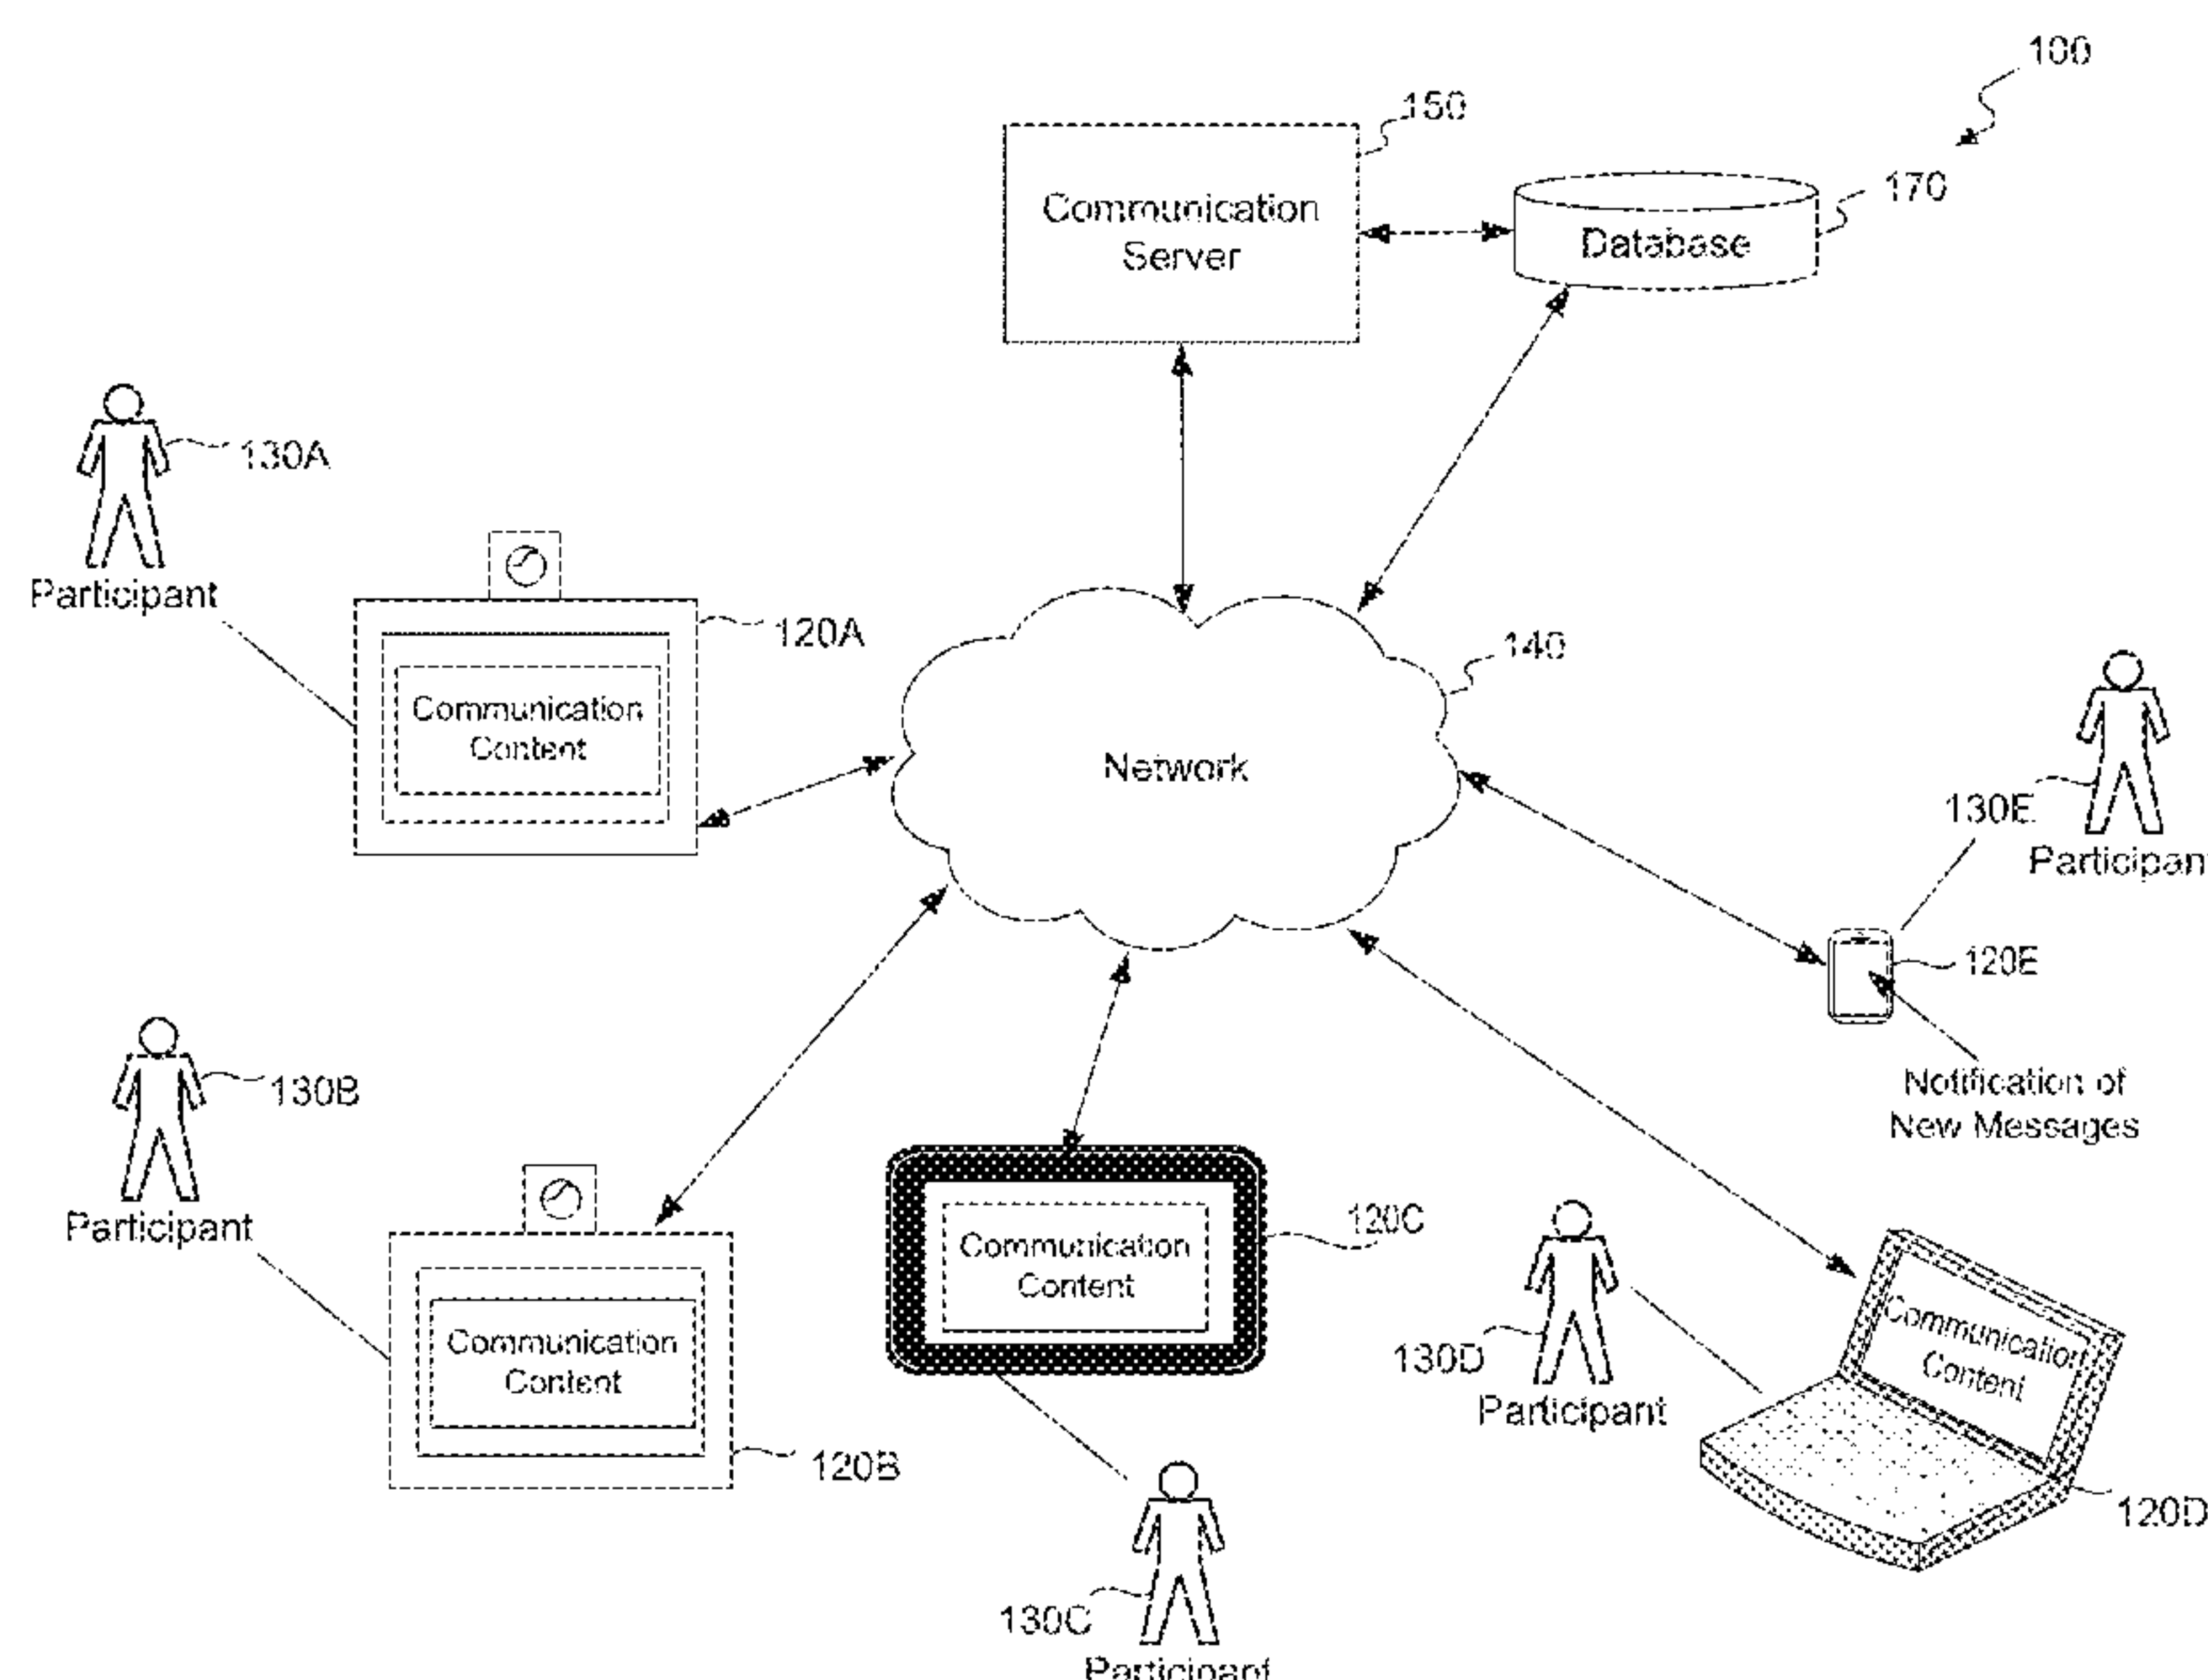 100
150
Communication
Server
170
Database
130A
Participant
120A
Communication
Content
140
Network
130E
Participan
120E
Notification of
New Messages
130B
Participant
Communication
Content
120B
120C
Communication
Content
130C
Participant
130D
Participant
Communication
Content
120D